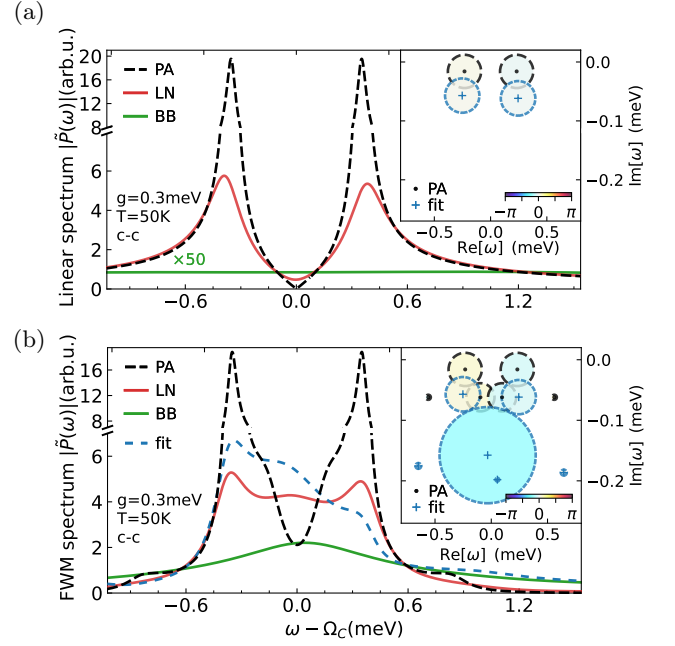 (a)
Linear spectrum |P̃(ω)|(arb.u.)
20
16
12
8
6
4
2
0
PA
LN
BB
g=0.3meV
T=50K
c-c
×50
−0.6 0.0 0.6 1.2
0.0
−0.1
−0.2
Im[ω] (meV)
PA
fit
−π 0 π
−0.5 0.0 0.5
Re[ω] (meV)
(b)
FWM spectrum |P̃(ω)|(arb.u.)
16
12
8
6
4
2
0
PA
LN
BB
fit
g=0.3meV
T=50K
c-c
−0.6 0.0 0.6 1.2
ω − Ω_C(meV)
0.0
−0.1
−0.2
Im[ω] (meV)
PA
fit
−π 0 π
−0.5 0.0 0.5
Re[ω] (meV)